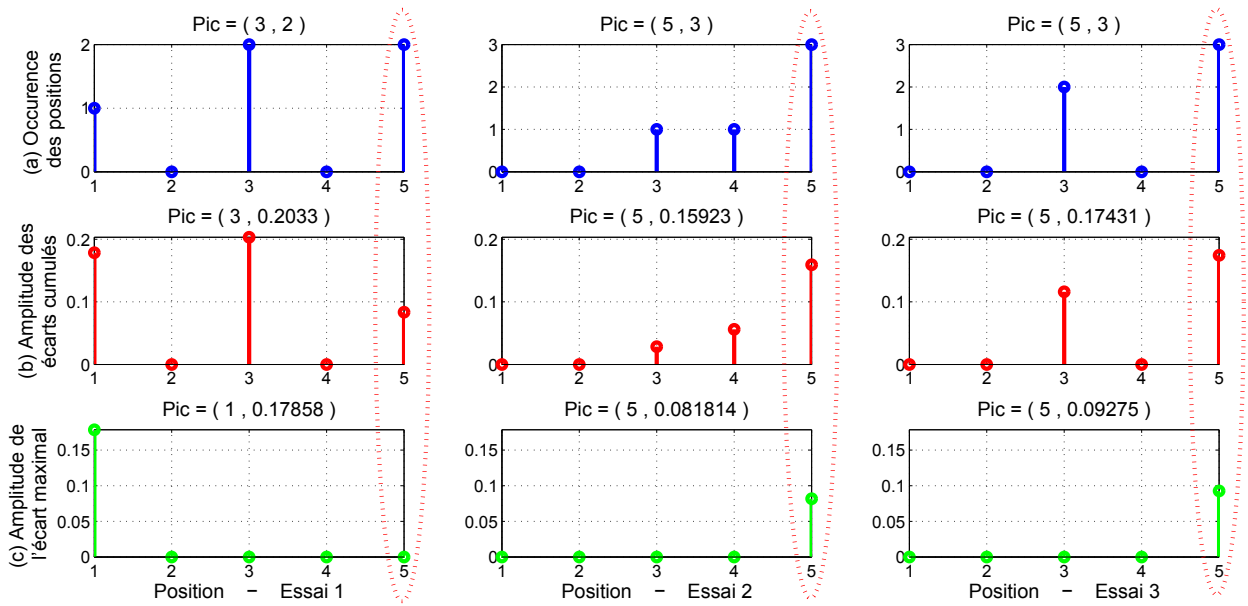 Pic = ( 3 , 2 )
Pic = ( 5 , 3 )
Pic = ( 5 , 3 )
(a) Occurence
des positions
2
1
0
1 2 3 4 5
3
2
1
0
1 2 3 4 5
3
2
1
0
1 2 3 4 5
Pic = ( 3 , 0.2033 )
Pic = ( 5 , 0.15923 )
Pic = ( 5 , 0.17431 )
(b) Amplitude des
écarts cumulés
0.2
0.1
0
1 2 3 4 5
0.2
0.1
0
1 2 3 4 5
0.2
0.1
0
1 2 3 4 5
Pic = ( 1 , 0.17858 )
Pic = ( 5 , 0.081814 )
Pic = ( 5 , 0.09275 )
(c) Amplitude de
l'écart maximal
0.15
0.1
0.05
0
1 2 3 4 5
0.15
0.1
0.05
0
1 2 3 4 5
0.15
0.1
0.05
0
1 2 3 4 5
Position − Essai 1
Position − Essai 2
Position − Essai 3